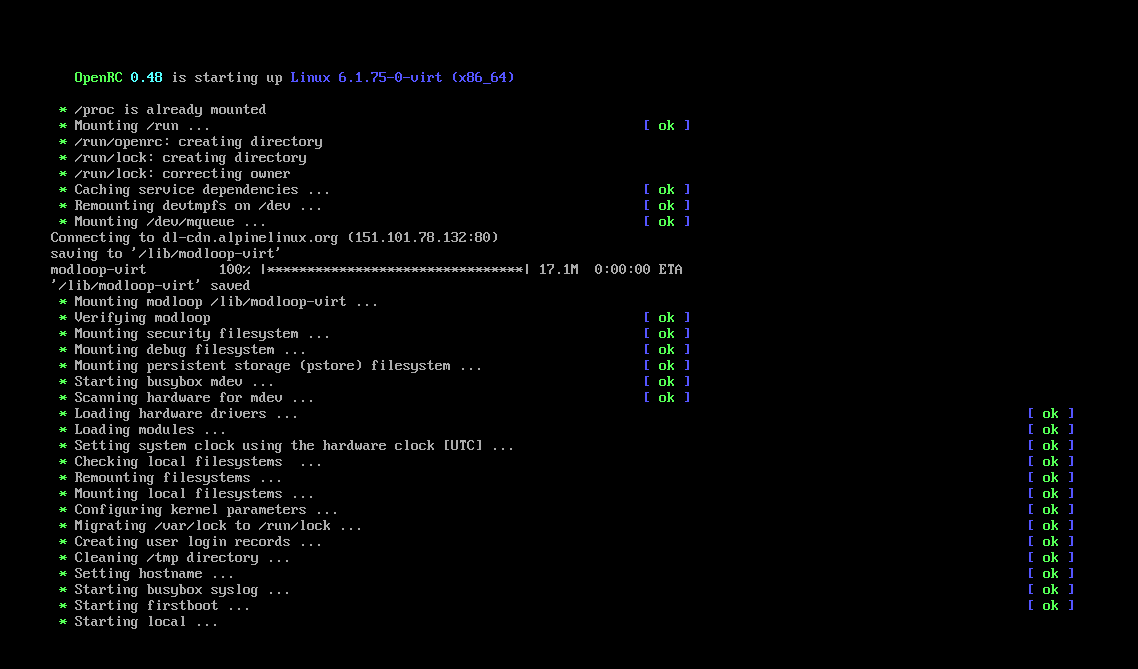 OpenRC 0.48 is starting up Linux 6.1.75-0-virt (x86_64)
* /proc is already mounted
* Mounting /run ... [ ok ]
* /run/openrc: creating directory
* /run/lock: creating directory
* /run/lock: correcting owner
* Caching service dependencies ... [ ok ]
* Remounting devtmpfs on /dev ... [ ok ]
* Mounting /dev/mqueue ... [ ok ]
Connecting to dl-cdn.alpinelinux.org (151.101.78.132:80)
saving to '/lib/modloop-virt'
modloop-virt 100% |********************************| 17.1M 0:00:00 ETA
'/lib/modloop-virt' saved
* Mounting modloop /lib/modloop-virt ...
* Verifying modloop [ ok ]
* Mounting security filesystem ... [ ok ]
* Mounting debug filesystem ... [ ok ]
* Mounting persistent storage (pstore) filesystem ... [ ok ]
* Starting busybox mdev ... [ ok ]
* Scanning hardware for mdev ... [ ok ]
* Loading hardware drivers ... [ ok ]
* Loading modules ... [ ok ]
* Setting system clock using the hardware clock [UTC] ... [ ok ]
* Checking local filesystems  ... [ ok ]
* Remounting filesystems ... [ ok ]
* Mounting local filesystems ... [ ok ]
* Configuring kernel parameters ... [ ok ]
* Migrating /var/lock to /run/lock ... [ ok ]
* Creating user login records ... [ ok ]
* Cleaning /tmp directory ... [ ok ]
* Setting hostname ... [ ok ]
* Starting busybox syslog ... [ ok ]
* Starting firstboot ... [ ok ]
* Starting local ...